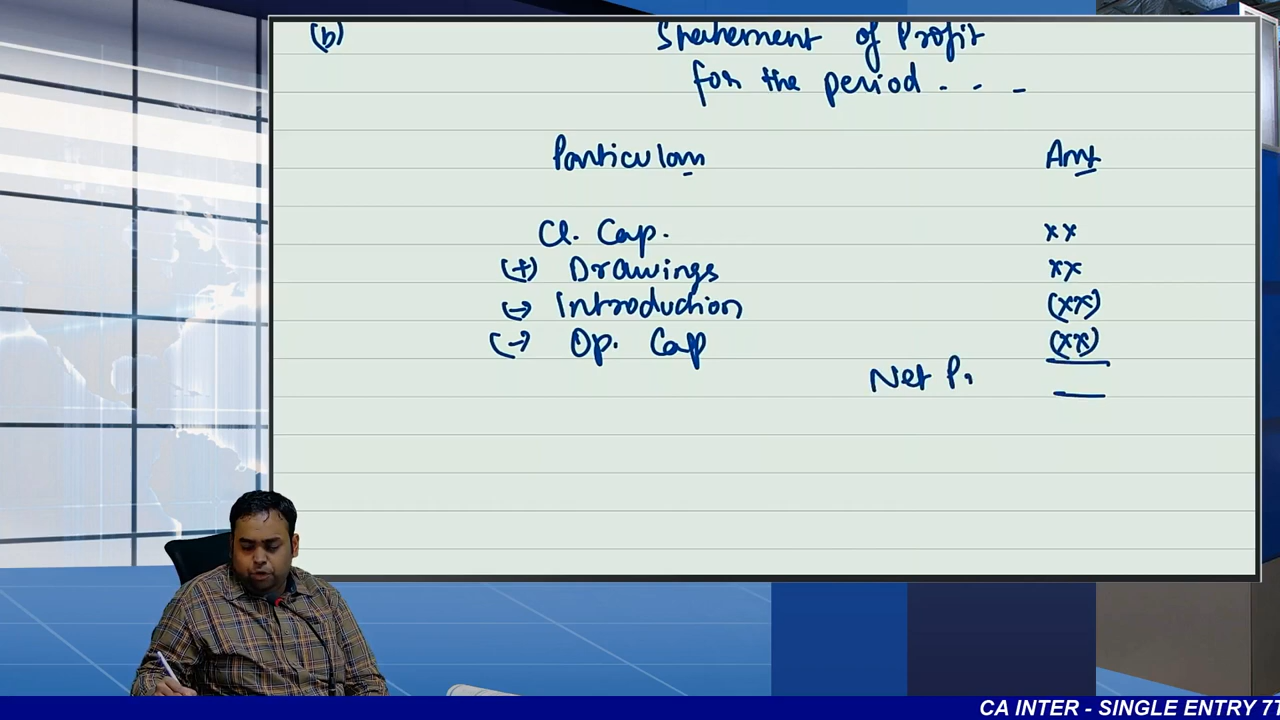 (b) Statement of Profit
for the period . . -
Particulars Amt
Cl. Cap. xx
(+) Drawings xx
(-) Introduction (xx)
(-) Op. Cap (xx)
Net P.
CA INTER - SINGLE ENTRY 7T